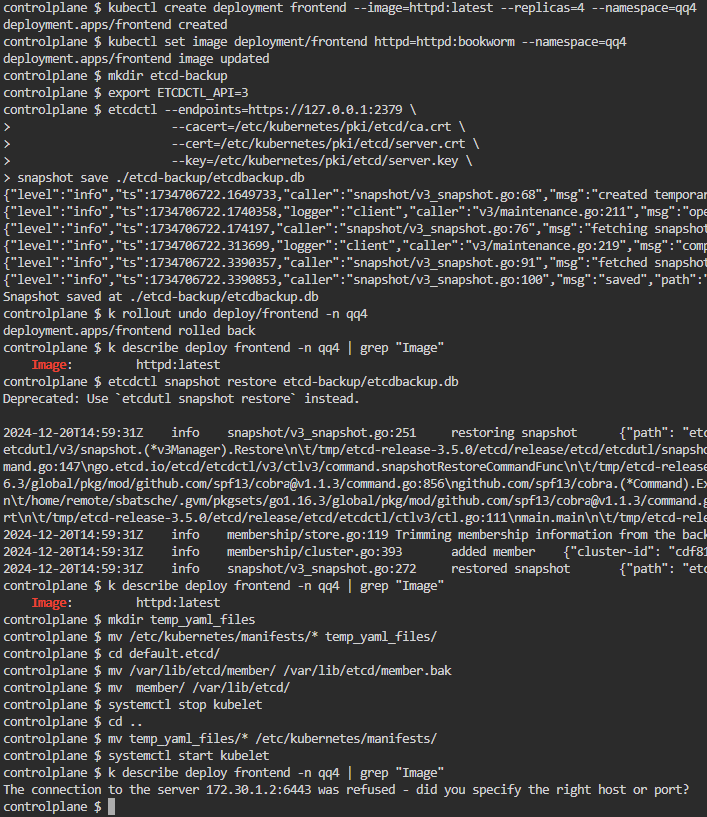 controlplane $ kubectl create deployment frontend --image=httpd:latest --replicas=4 --namespace=qq4
deployment.apps/frontend created
controlplane $ kubectl set image deployment/frontend httpd=httpd:bookworm --namespace=qq4
deployment.apps/frontend image updated
controlplane $ mkdir etcd-backup
controlplane $ export ETCDCTL_API=3
controlplane $ etcdctl --endpoints=https://127.0.0.1:2379 \
>                      --cacert=/etc/kubernetes/pki/etcd/ca.crt \
>                      --cert=/etc/kubernetes/pki/etcd/server.crt \
>                      --key=/etc/kubernetes/pki/etcd/server.key \
> snapshot save ./etcd-backup/etcdbackup.db
{"level":"info","ts":1734706722.1649733,"caller":"snapshot/v3_snapshot.go:68","msg":"created temporar
{"level":"info","ts":1734706722.1740358,"logger":"client","caller":"v3/maintenance.go:211","msg":"ope
{"level":"info","ts":1734706722.174197,"caller":"snapshot/v3_snapshot.go:76","msg":"fetching snapshot
{"level":"info","ts":1734706722.313699,"logger":"client","caller":"v3/maintenance.go:219","msg":"comp
{"level":"info","ts":1734706722.3390357,"caller":"snapshot/v3_snapshot.go:91","msg":"fetched snapshot
{"level":"info","ts":1734706722.3390853,"caller":"snapshot/v3_snapshot.go:100","msg":"saved","path":"
Snapshot saved at ./etcd-backup/etcdbackup.db
controlplane $ k rollout undo deploy/frontend -n qq4
deployment.apps/frontend rolled back
controlplane $ k describe deploy frontend -n qq4 | grep "Image"
    Image:         httpd:latest
controlplane $ etcdctl snapshot restore etcd-backup/etcdbackup.db
Deprecated: Use `etcdutl snapshot restore` instead.

2024-12-20T14:59:31Z    info    snapshot/v3_snapshot.go:251     restoring snapshot      {"path": "etc
etcdutl/v3/snapshot.(*v3Manager).Restore\n\t/tmp/etcd-release-3.5.0/etcd/release/etcd/etcdutl/snapsho
mand.go:147\ngo.etcd.io/etcd/etcdctl/v3/ctlv3/command.snapshotRestoreCommandFunc\n\t/tmp/etcd-release
6.3/global/pkg/mod/github.com/spf13/cobra@v1.1.3/command.go:856\ngithub.com/spf13/cobra.(*Command).Ex
n\t/home/remote/sbatsche/.gvm/pkgsets/go1.16.3/global/pkg/mod/github.com/spf13/cobra@v1.1.3/command.g
rt\n\t/tmp/etcd-release-3.5.0/etcd/release/etcd/etcdctl/ctlv3/ctl.go:111\nmain.main\n\t/tmp/etcd-rele
2024-12-20T14:59:31Z    info    membership/store.go:119 Trimming membership information from the back
2024-12-20T14:59:31Z    info    membership/cluster.go:393       added member    {"cluster-id": "cdf81
2024-12-20T14:59:31Z    info    snapshot/v3_snapshot.go:272     restored snapshot       {"path": "etc
controlplane $ k describe deploy frontend -n qq4 | grep "Image"
    Image:         httpd:latest
controlplane $ mkdir temp_yaml_files
controlplane $ mv /etc/kubernetes/manifests/* temp_yaml_files/
controlplane $ cd default.etcd/
controlplane $ mv /var/lib/etcd/member/ /var/lib/etcd/member.bak
controlplane $ mv  member/ /var/lib/etcd/
controlplane $ systemctl stop kubelet
controlplane $ cd ..
controlplane $ mv temp_yaml_files/* /etc/kubernetes/manifests/
controlplane $ systemctl start kubelet
controlplane $ k describe deploy frontend -n qq4 | grep "Image"
The connection to the server 172.30.1.2:6443 was refused - did you specify the right host or port?
controlplane $